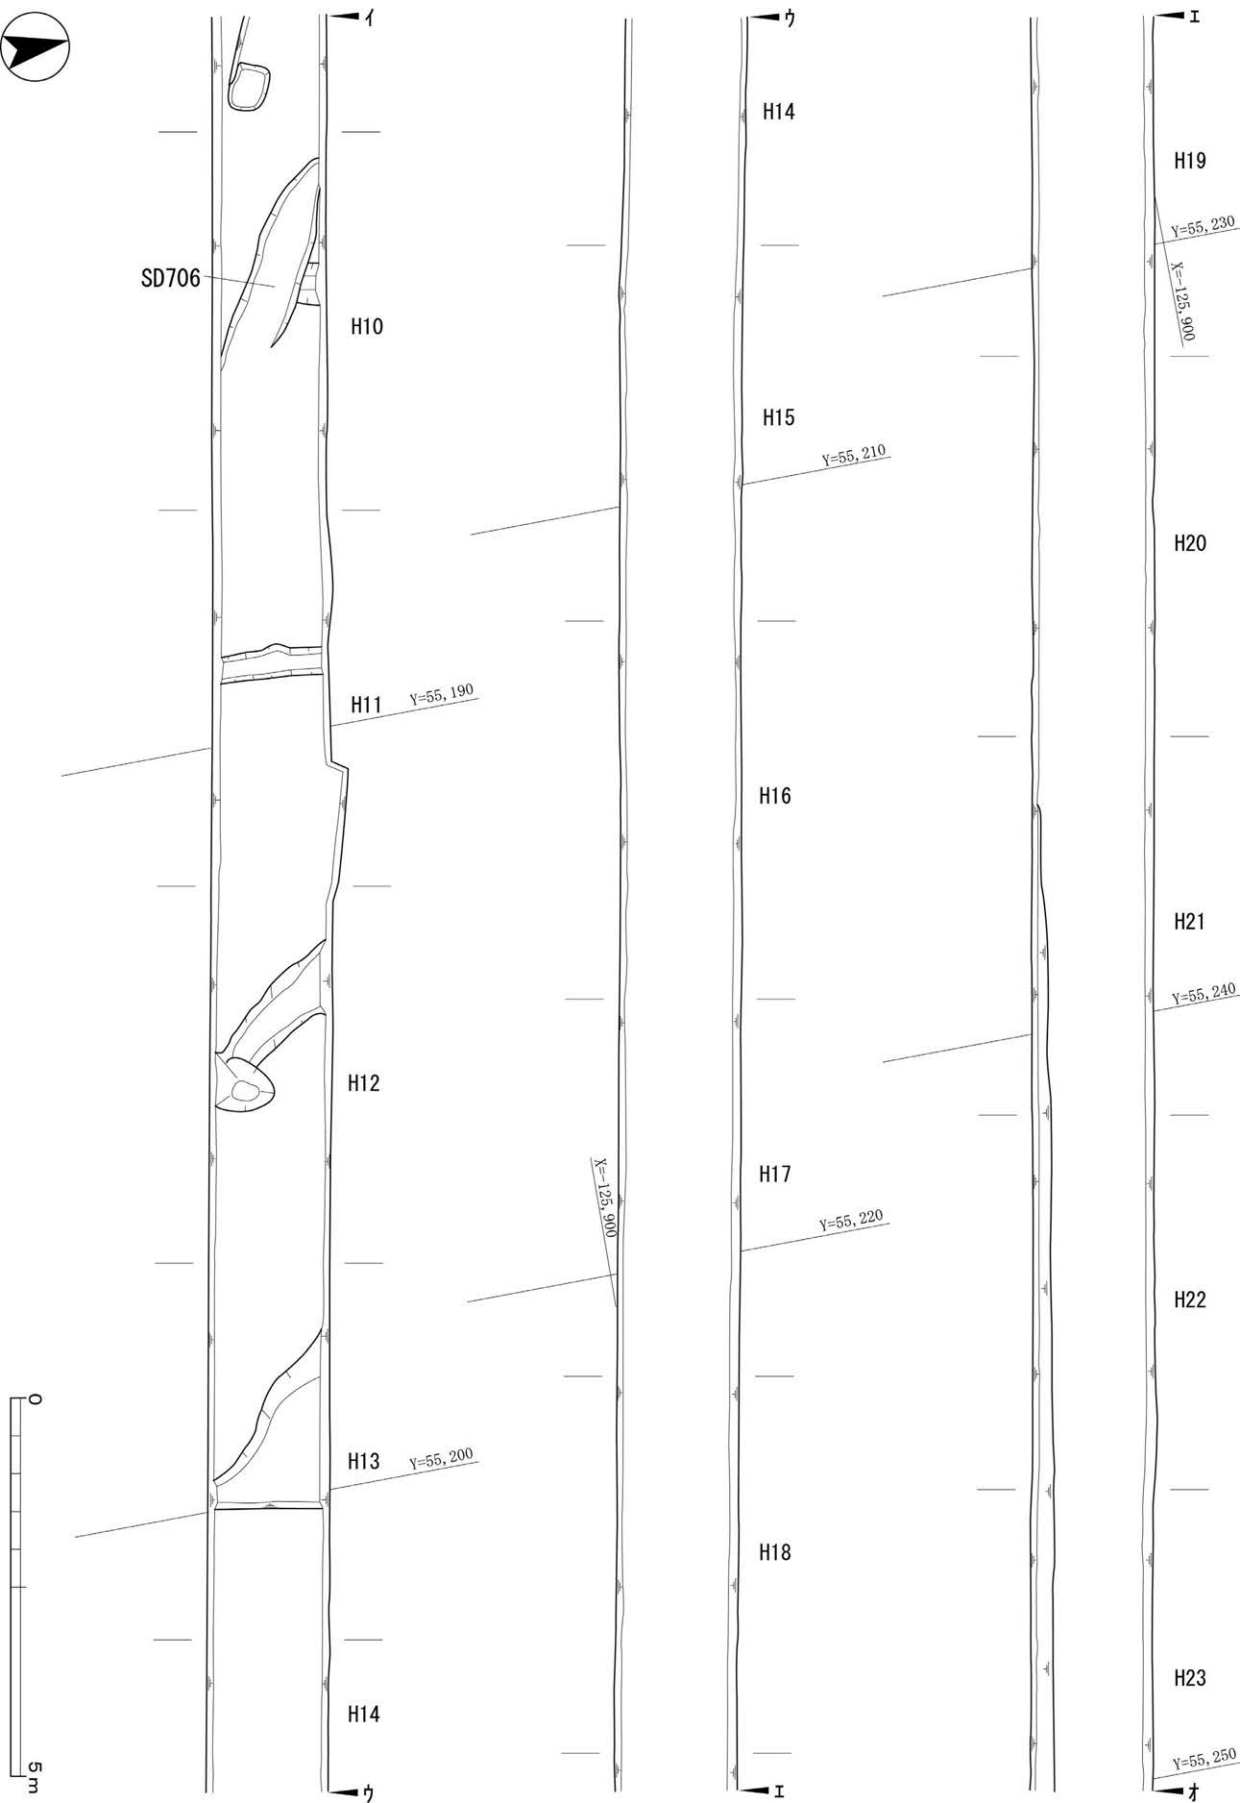 イ
SD706
H10
H11
Y=55,190
H12
H13
Y=55,200
H14
ウ
0
5m
ウ
H14
H15
Y=55,210
H16
H17
X=-125,900
Y=55,220
H18
エ
エ
H19
Y=55,230
X=-125,900
H20
H21
Y=55,240
H22
H23
Y=55,250
オ